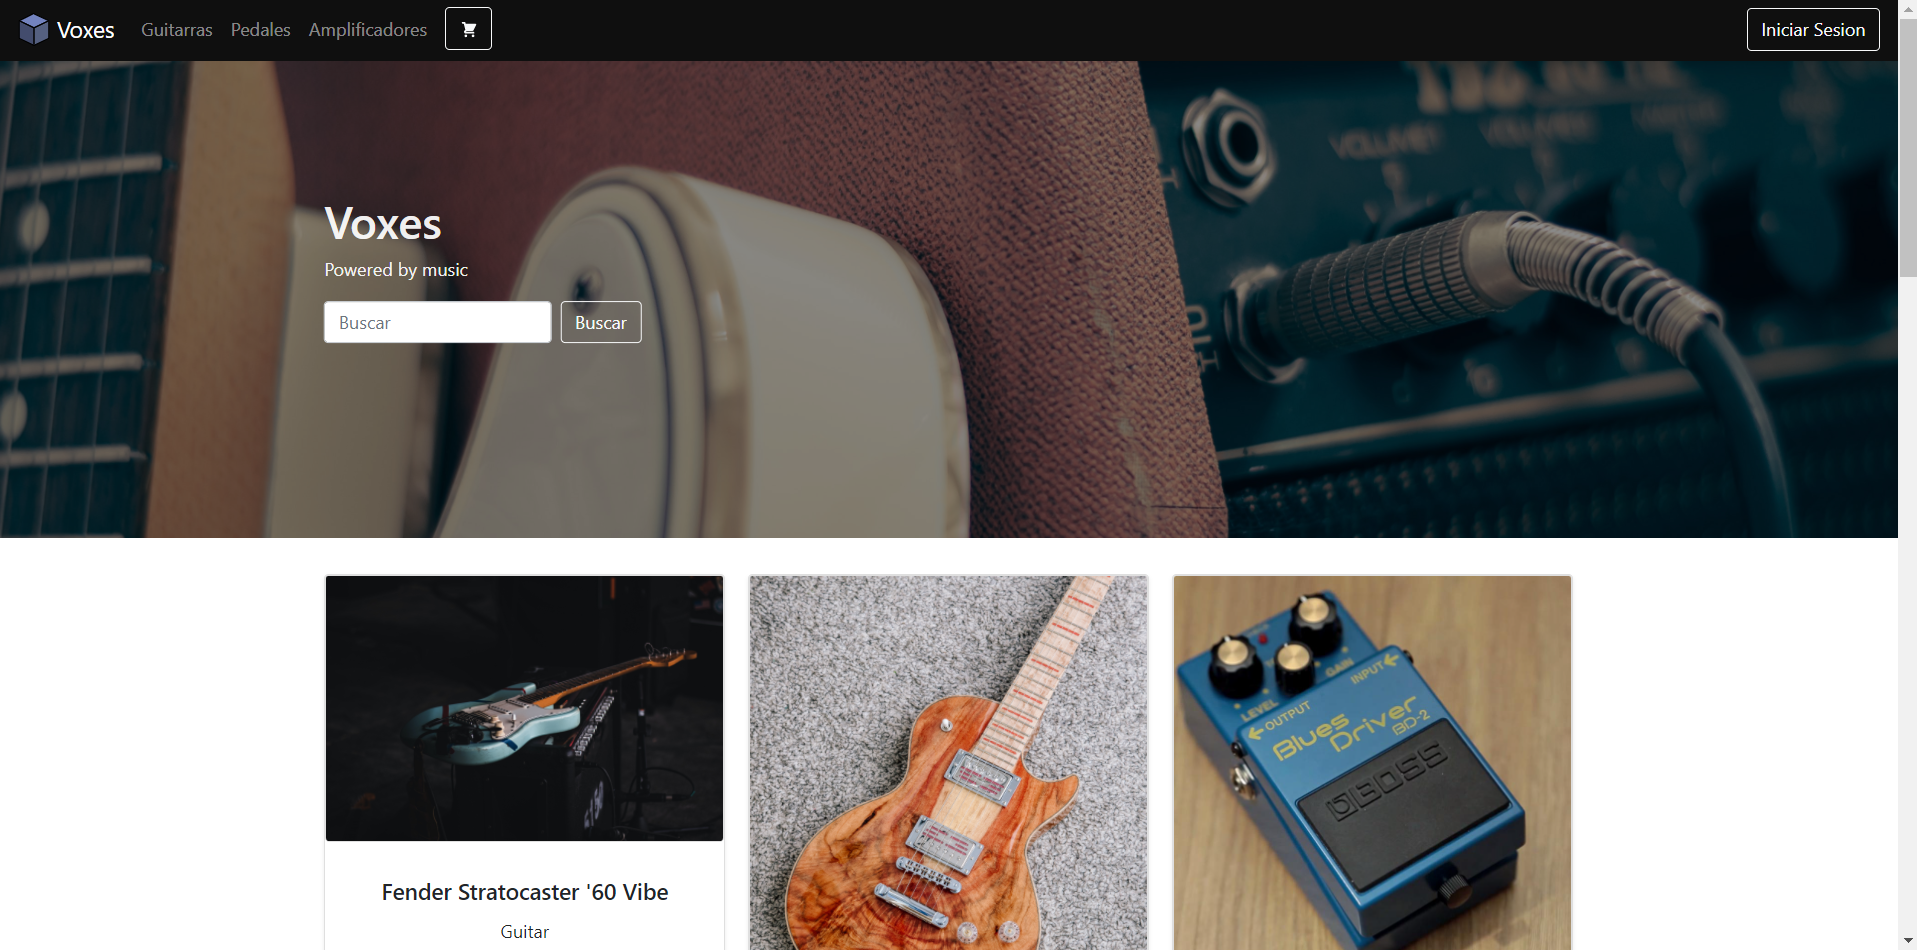 Voxes
Guitarras
Pedales
Amplificadores
Iniciar Sesion
Voxes
Powered by music
Buscar
Buscar
Fender Stratocaster '60 Vibe
Guitar
GAIN
INPUT
LEVEL
OUTPUT
Blues Driver
BD-2
BOSS